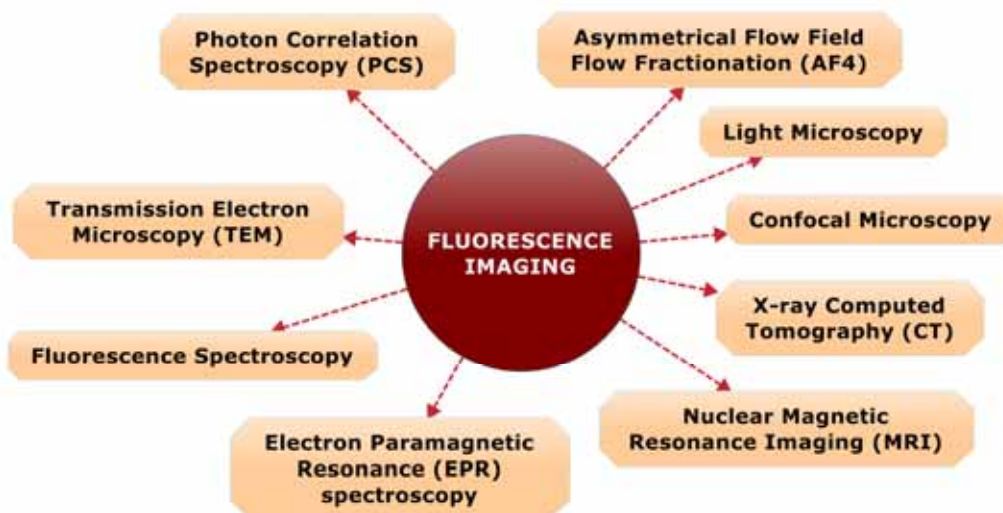 Photon Correlation
Spectroscopy (PCS)
Asymmetrical Flow Field
Flow Fractionation (AF4)
Light Microscopy
Transmission Electron
Microscopy (TEM)
Confocal Microscopy
FLUORESCENCE
IMAGING
X-ray Computed
Tomography (CT)
Fluorescence Spectroscopy
Nuclear Magnetic
Resonance Imaging (MRI)
Electron Paramagnetic
Resonance (EPR)
spectroscopy